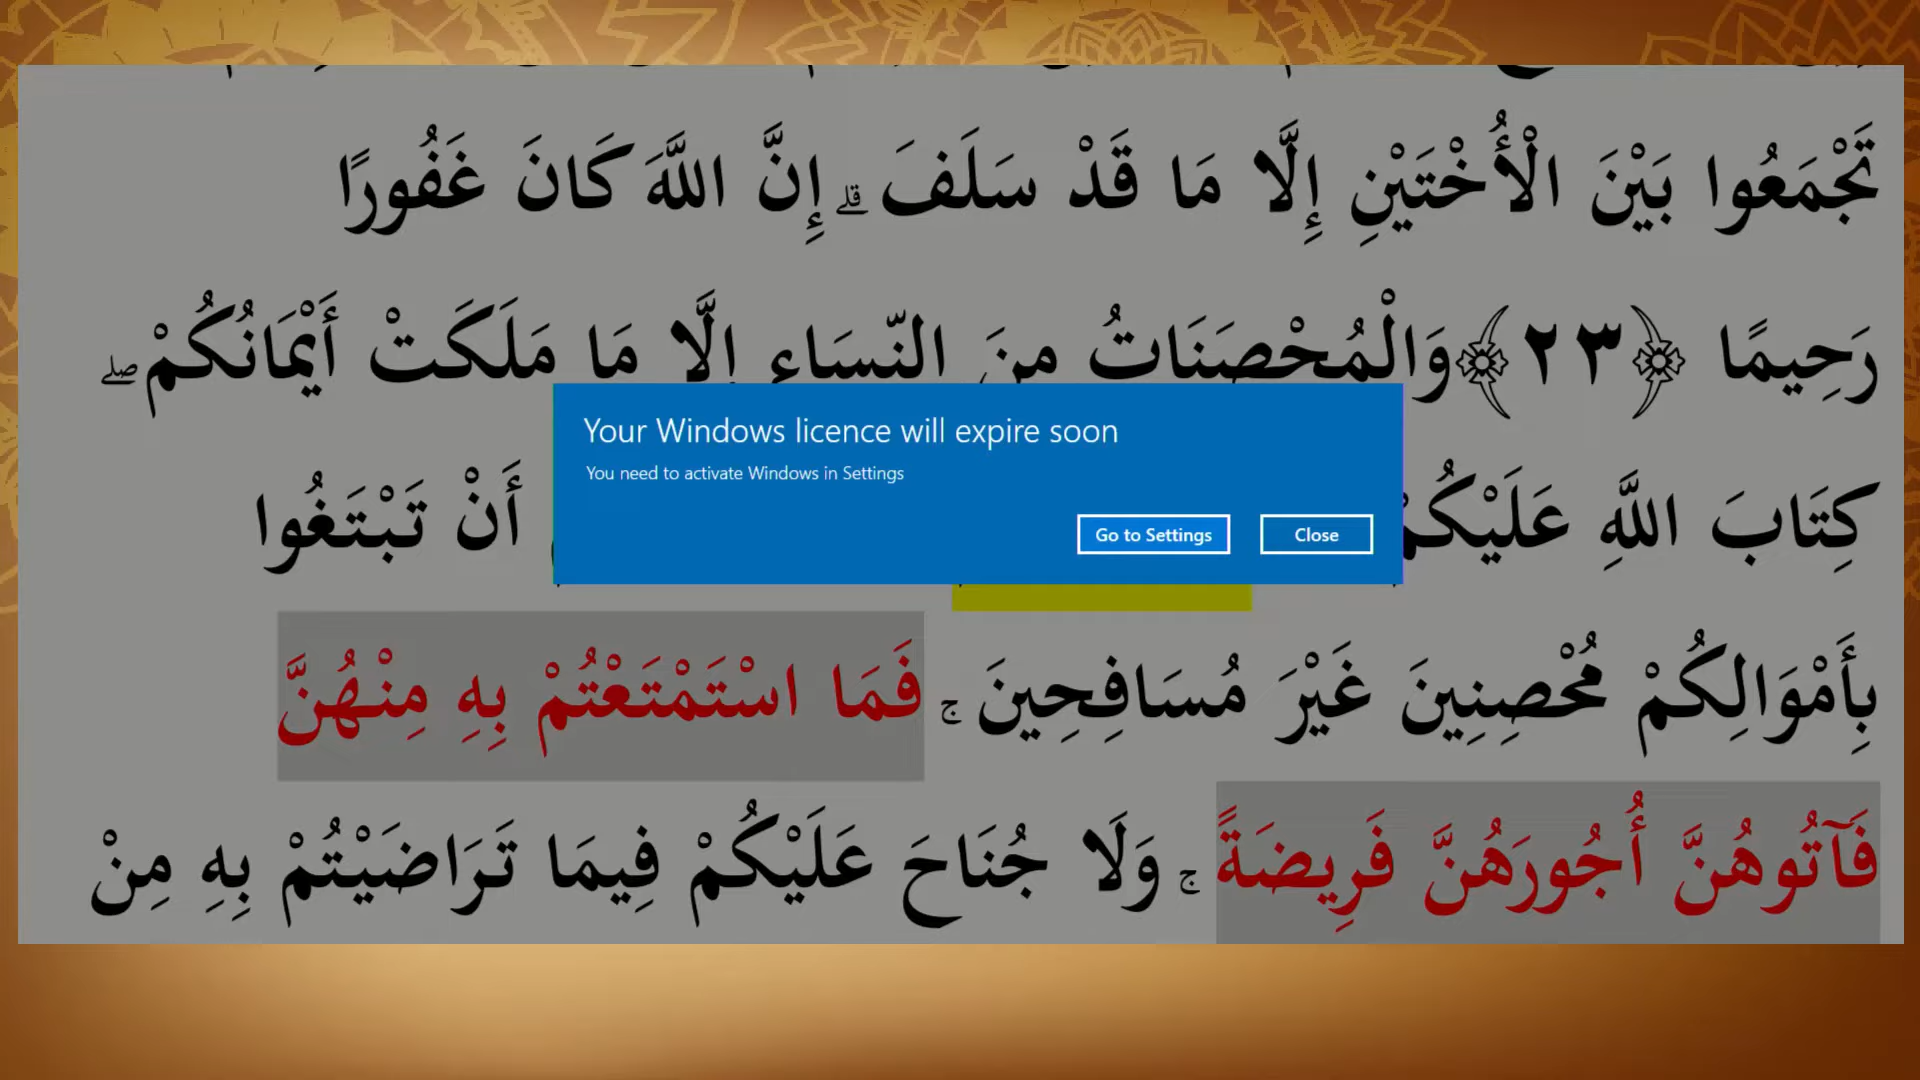 تَجْمَعُوا بَيْنَ الْأُخْتَيْنِ إِلَّا مَا قَدْ سَلَفَ ۗ إِنَّ اللَّهَ كَانَ غَفُورًا
رَحِيمًا ﴿٢٣﴾ وَالْمُحْصَنَاتُ مِنَ النِّسَاءِ إِلَّا مَا مَلَكَتْ أَيْمَانُكُمْ ۖ
Your Windows licence will expire soon
You need to activate Windows in Settings
Go to Settings Close
كِتَابَ اللَّهِ عَلَيْكُمْ أَنْ تَبْتَغُوا
بِأَمْوَالِكُمْ مُحْصِنِينَ غَيْرَ مُسَافِحِينَ ۚ فَمَا اسْتَمْتَعْتُمْ بِهِ مِنْهُنَّ
فَآتُوهُنَّ أُجُورَهُنَّ فَرِيضَةً ۚ وَلَا جُنَاحَ عَلَيْكُمْ فِيمَا تَرَاضَيْتُمْ بِهِ مِنْ